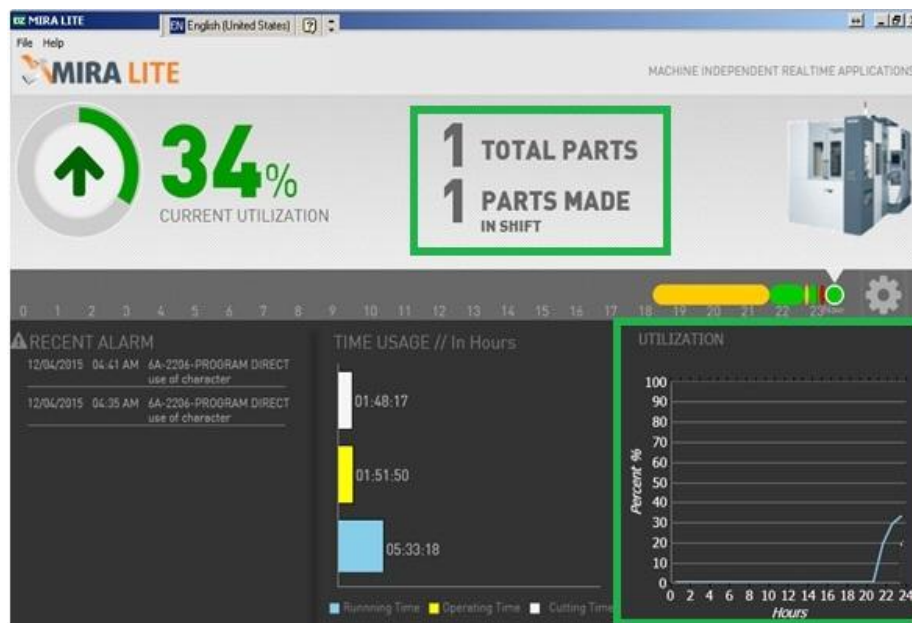 MIRA LITE
EN English (United States)
File Help
MIRA LITE
MACHINE INDEPENDENT REALTIME APPLICATIONS
34%
CURRENT UTILIZATION
1 TOTAL PARTS
1 PARTS MADE
IN SHIFT
0 1 2 3 4 5 6 7 8 9 10 11 12 13 14 15 16 17 18 19 20 21 22 23 Now
RECENT ALARM
12/04/2015 04:41 AM 6A-2206-PROGRAM DIRECT
use of character
12/04/2015 04:35 AM 6A-2206-PROGRAM DIRECT
use of character
TIME USAGE // In Hours
01:48:17
01:51:50
05:33:18
Runnning Time Operating Time Cutting Time
UTILIZATION
Percent %
100
90
80
70
60
50
40
30
20
10
0
0 2 4 6 8 10 12 14 16 18 20 22 24
Hours